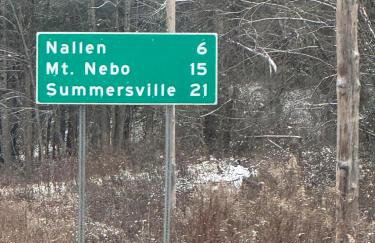 Nallen 6
Mt. Nebo 15
Summersville 21